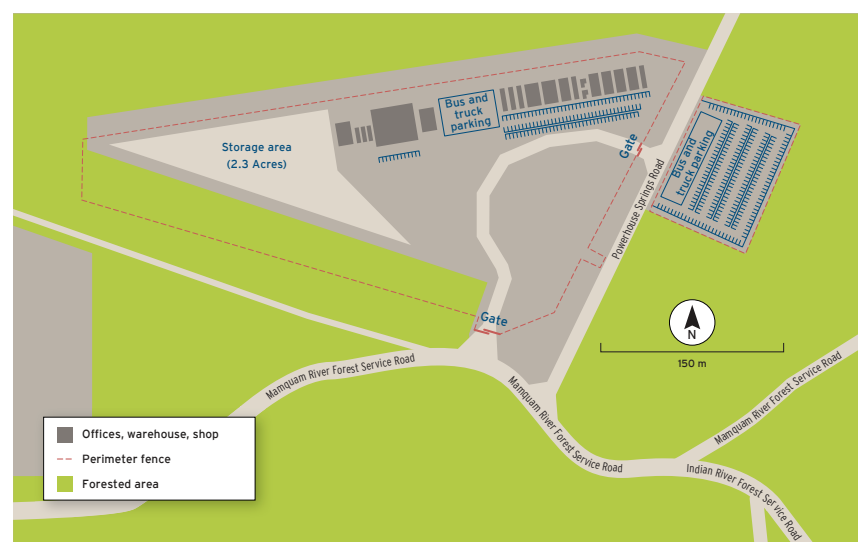 Storage area
(2.3 Acres)
Bus and
truck
parking
Gate
Bus and
truck parking
Powerhouse Springs Road
Gate
N
150 m
Mamquam River Forest Service Road
Mamquam River Forest Service Road
Mamquam River Forest Service Road
Indian River Forest Service Road
Offices, warehouse, shop
Perimeter fence
Forested area